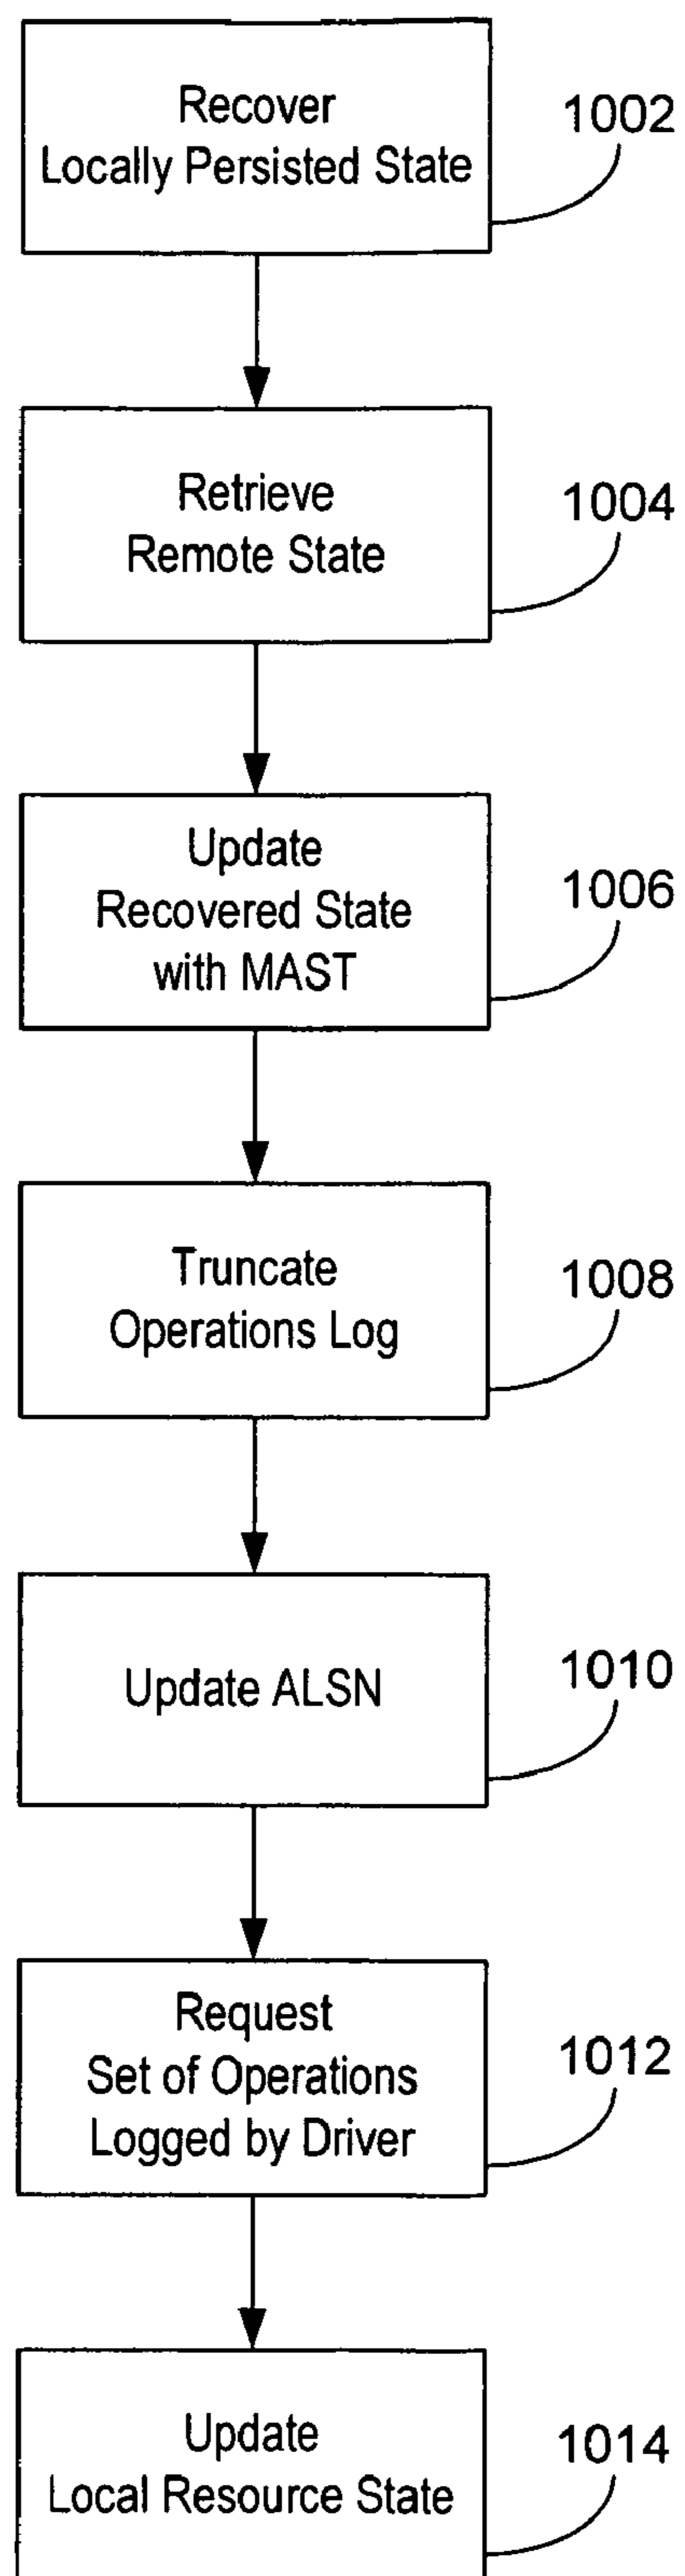 Recover
Locally Persisted State
1002
Retrieve
Remote State
1004
Update
Recovered State
with MAST
1006
Truncate
Operations Log
1008
Update ALSN
1010
Request
Set of Operations
Logged by Driver
1012
Update
Local Resource State
1014